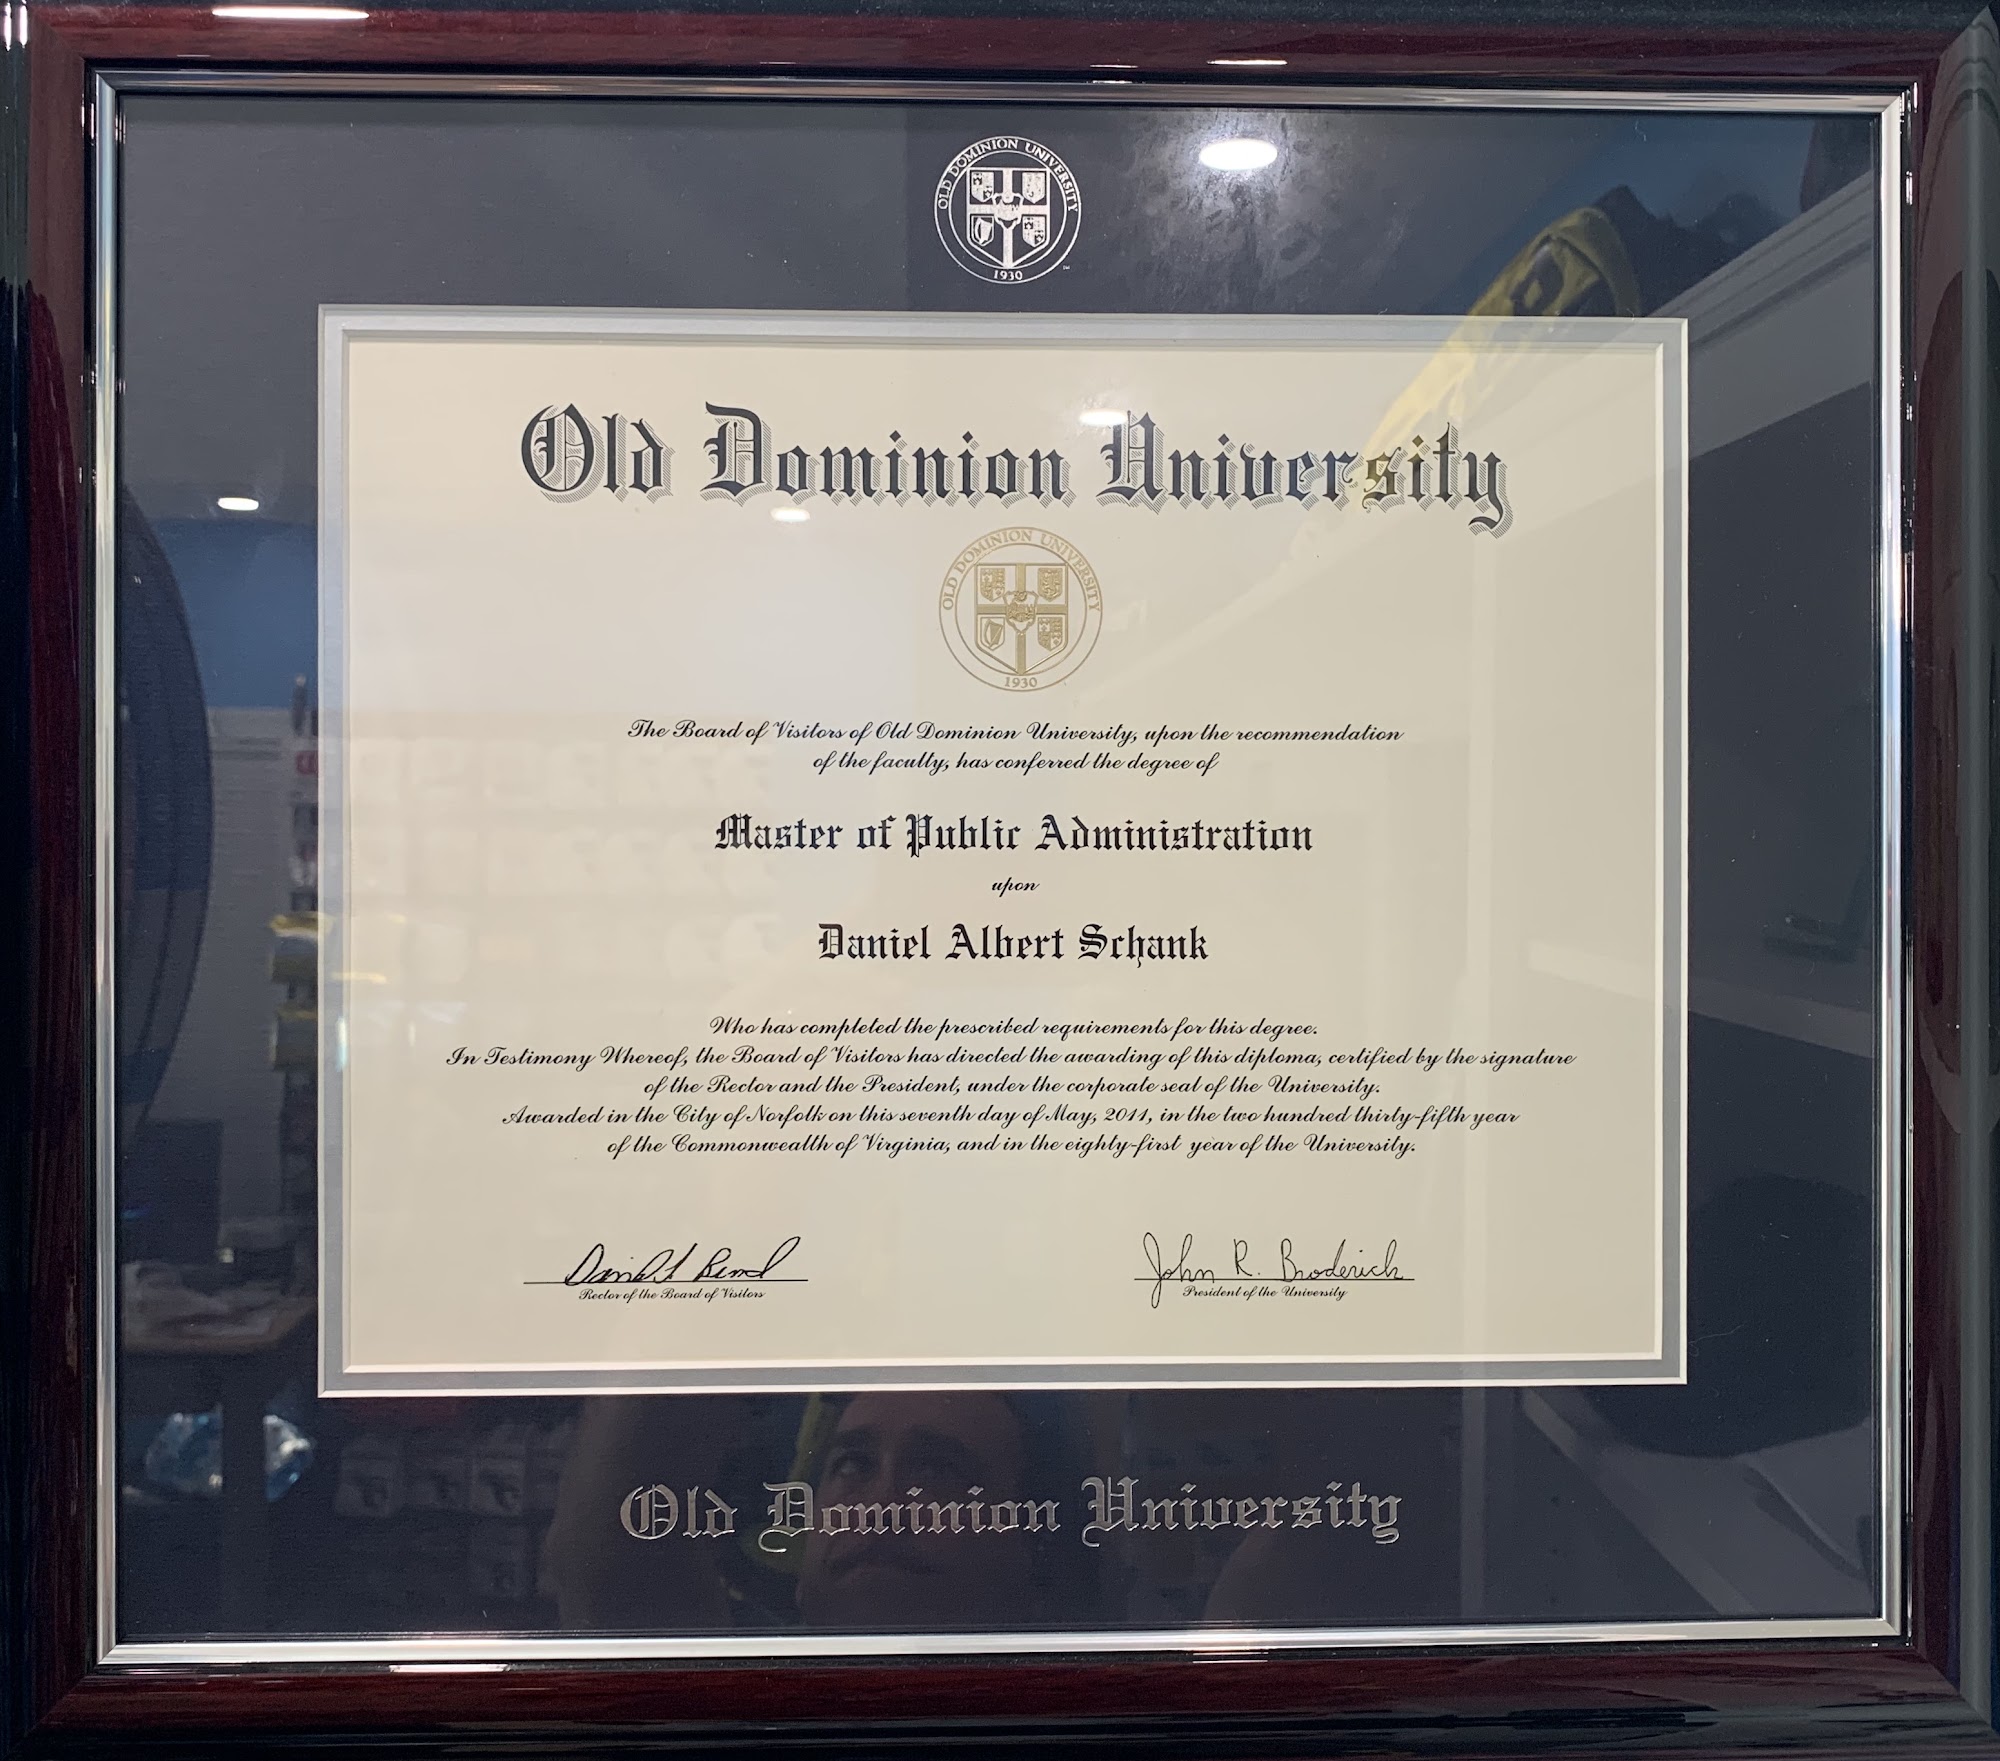 OLD DOMINION UNIVERSITY
1930
Old Dominion University
OLD DOMINION UNIVERSITY
1930
The Board of Visitors of Old Dominion University, upon the recommendation
of the faculty, has conferred the degree of
Master of Public Administration
upon
Daniel Albert Schank
Who has completed the prescribed requirements for this degree.
In Testimony Whereof, the Board of Visitors has directed the awarding of this diploma, certified by the signature
of the Rector and the President, under the corporate seal of the University.
Awarded in the City of Norfolk on this seventh day of May, 2011, in the two hundred thirty-fifth year
of the Commonwealth of Virginia, and in the eighty-first year of the University.
John R. Broderick
Rector of the Board of Visitors
President of the University
Old Dominion University